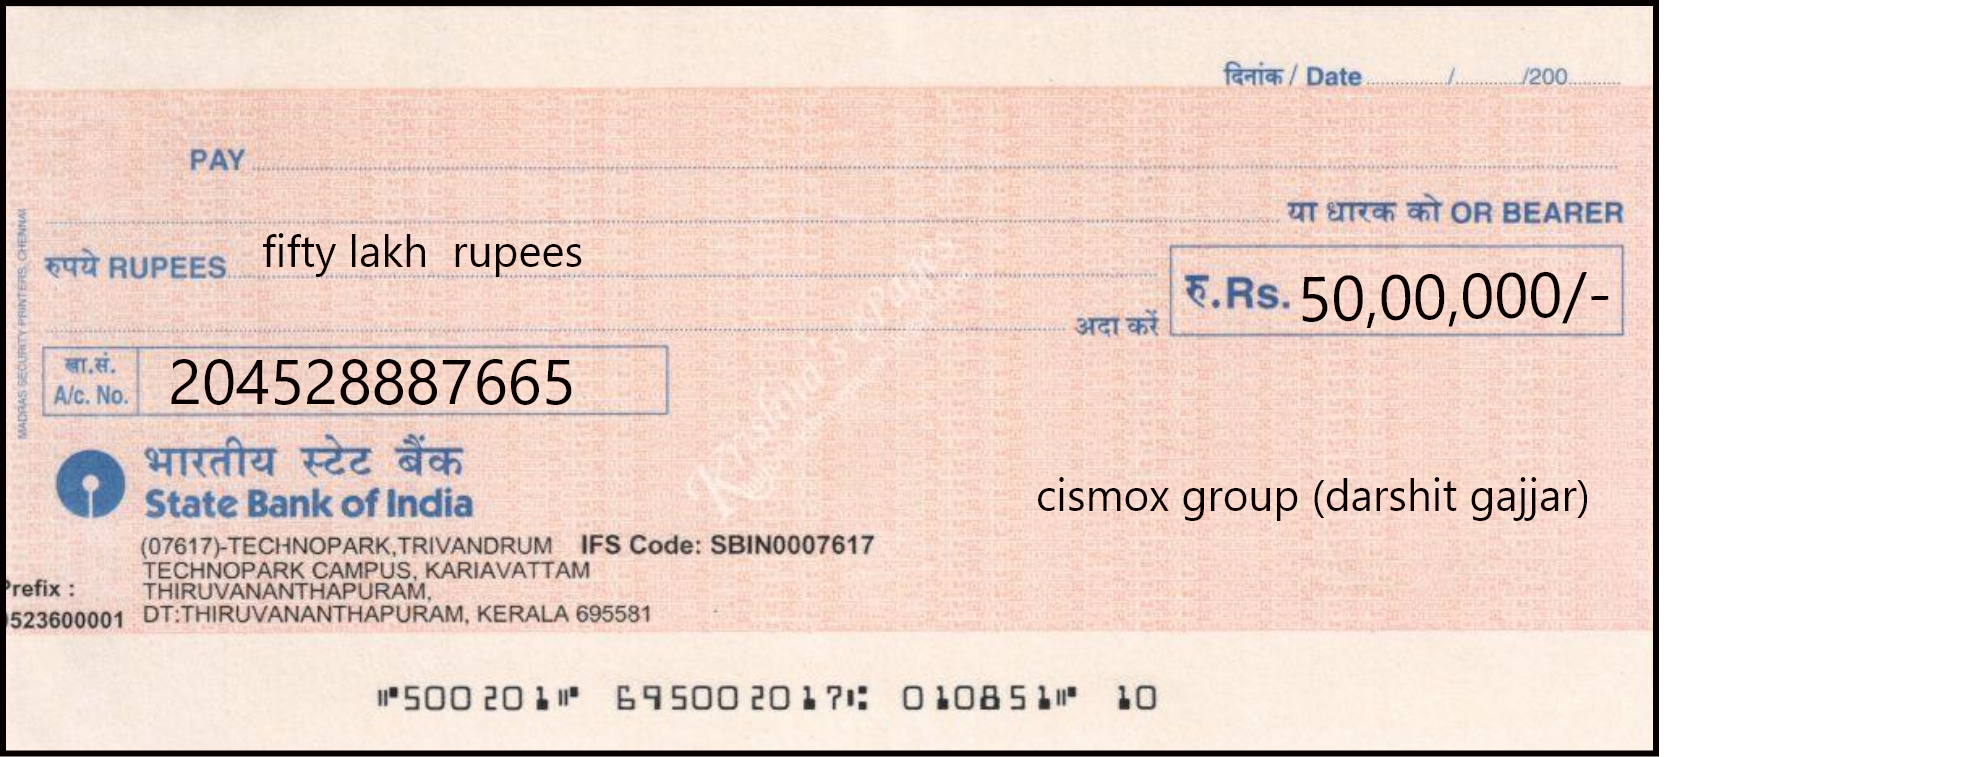 दिनांक / Date ............/............/200.........
PAY
या धारक को OR BEARER
रुपये RUPEES fifty lakh rupees
रु.Rs. 50,00,000/-
अदा करें
खा.सं.
A/c. No. 204528887665
MADRAS SECURITY PRINTERS, CHENNAI
भारतीय स्टेट बैंक
State Bank of India
cismox group (darshit gajjar)
(07617)-TECHNOPARK,TRIVANDRUM IFS Code: SBIN0007617
TECHNOPARK CAMPUS, KARIAVATTAM
Prefix : THIRUVANANTHAPURAM,
523600001 DT:THIRUVANANTHAPURAM, KERALA 695581
⑈500201⑈ 695002017⑆ 010851⑈ 10